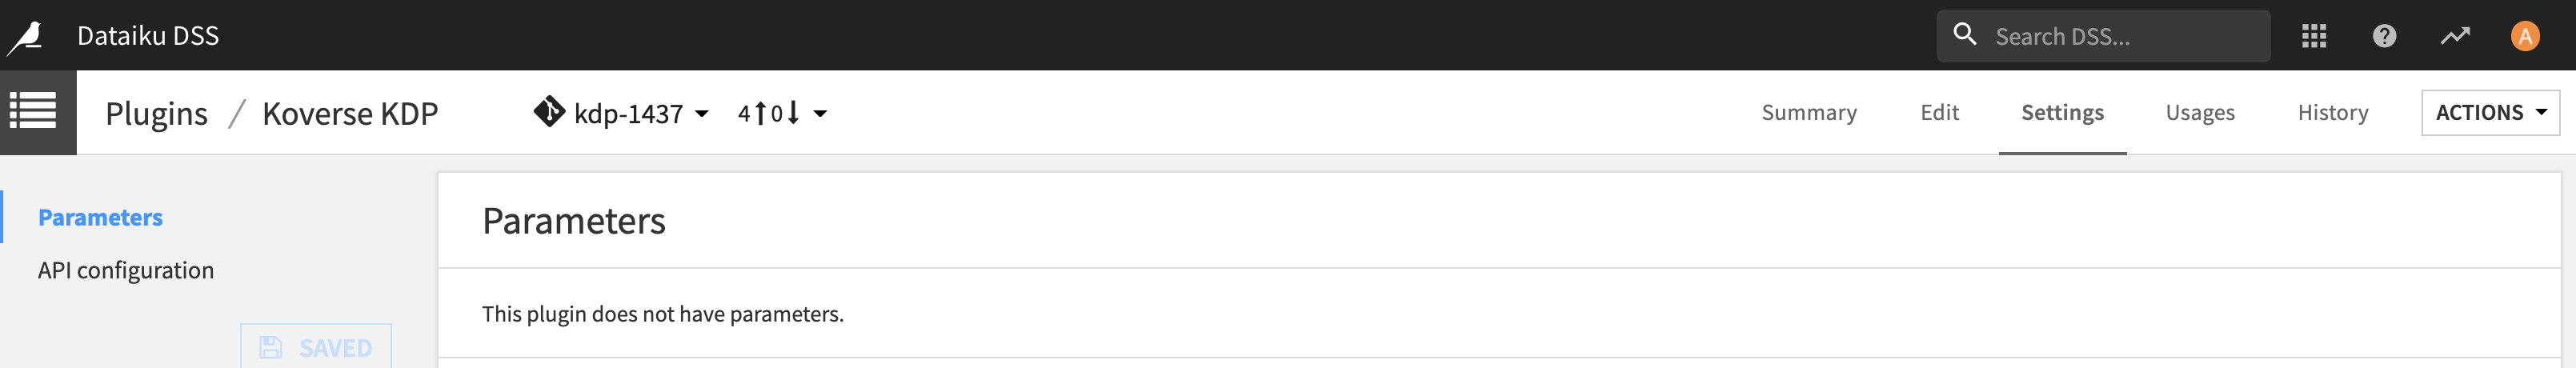 Dataiku DSS
Search DSS...
A
Plugins / Koverse KDP
kdp-1437
4↑0↓
Summary
Edit
Settings
Usages
History
ACTIONS
Parameters
API configuration
SAVED
Parameters
This plugin does not have parameters.